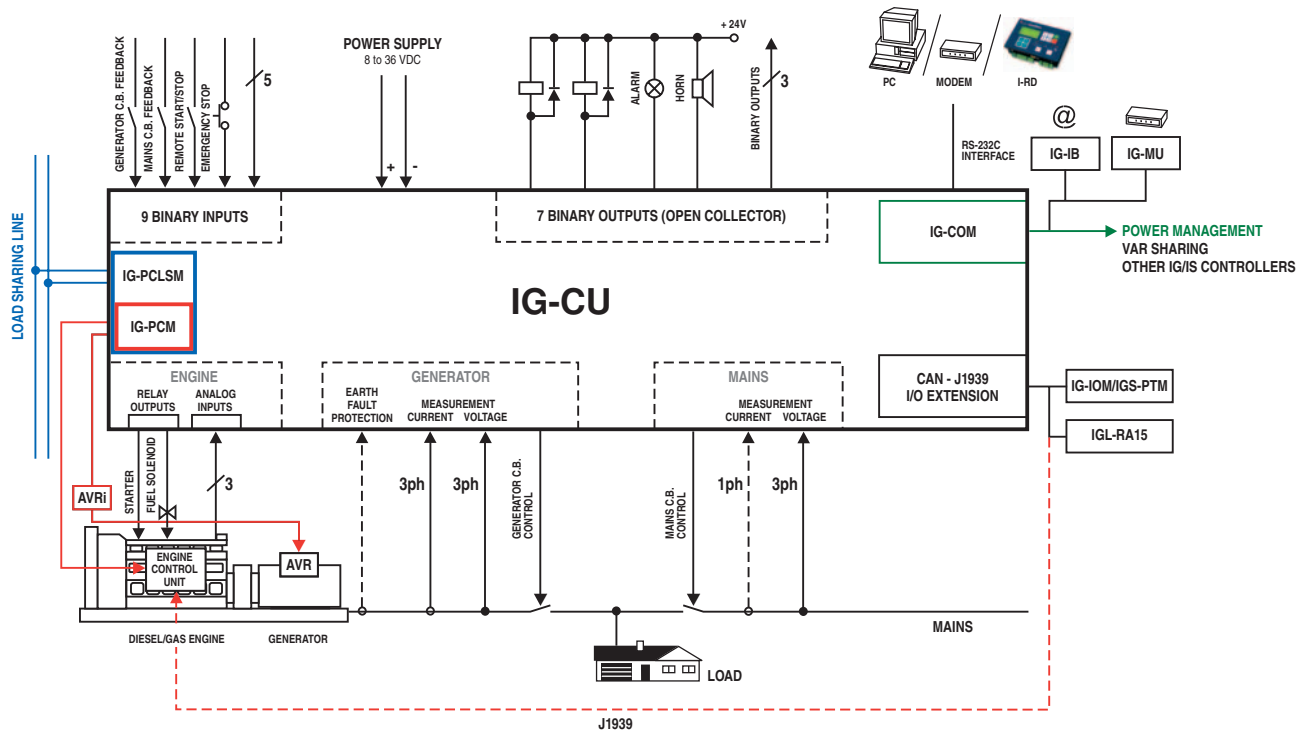 GENERATOR C.B. FEEDBACK
MAINS C.B. FEEDBACK
REMOTE START/STOP
EMERGENCY STOP
5
POWER SUPPLY
8 to 36 VDC
+
-
+ 24V
ALARM
HORN
BINARY OUTPUTS
3
PC
MODEM
I-RD
RS-232C
INTERFACE
@
IG-IB
IG-MU
LOAD SHARING LINE
9 BINARY INPUTS
7 BINARY OUTPUTS (OPEN COLLECTOR)
IG-COM
POWER MANAGEMENT
VAR SHARING
OTHER IG/IS CONTROLLERS
IG-PCLSM
IG-PCM
IG-CU
ENGINE
RELAY
OUTPUTS
ANALOG
INPUTS
GENERATOR
EARTH
FAULT
PROTECTION
MEASUREMENT
CURRENT VOLTAGE
MAINS
MEASUREMENT
CURRENT VOLTAGE
CAN - J1939
I/O EXTENSION
IG-IOM/IGS-PTM
IGL-RA15
STARTER
FUEL SOLENOID
3
3ph
3ph
GENERATOR C.B.
CONTROL
MAINS C.B.
CONTROL
1ph
3ph
AVRi
ENGINE
CONTROL
UNIT
AVR
DIESEL/GAS ENGINE
GENERATOR
MAINS
LOAD
J1939